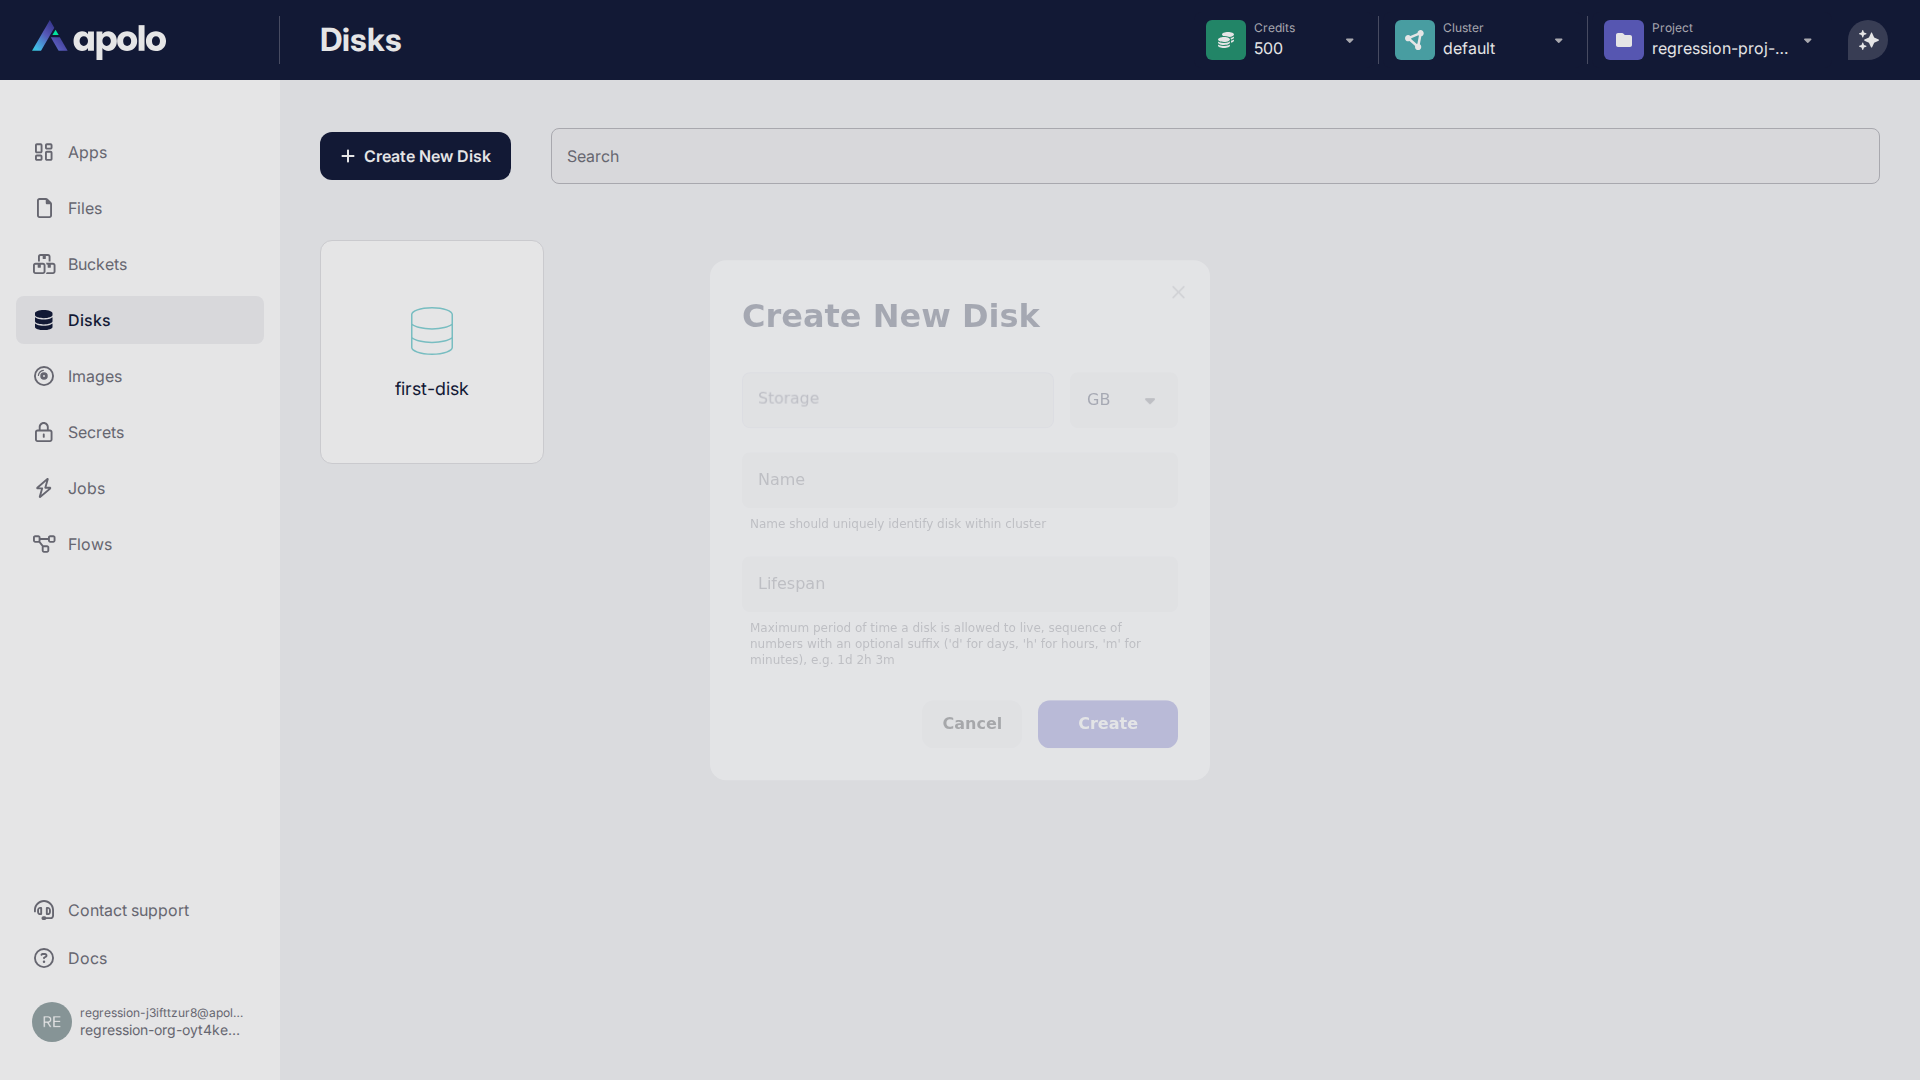 apolo
Disks
Credits
500
Cluster
default
Project
regression-proj-...
Apps
Files
Buckets
Disks
Images
Secrets
Jobs
Flows
Contact support
Docs
RE
regression-j3ifttzur8@apol...
regression-org-oyt4ke...
Create New Disk
Search
first-disk
Create New Disk
Storage
GB
Name
Name should uniquely identify disk within cluster
Lifespan
Maximum period of time a disk is allowed to live, sequence of
numbers with an optional suffix ('d' for days, 'h' for hours, 'm' for
minutes), e.g. 1d 2h 3m
Cancel
Create